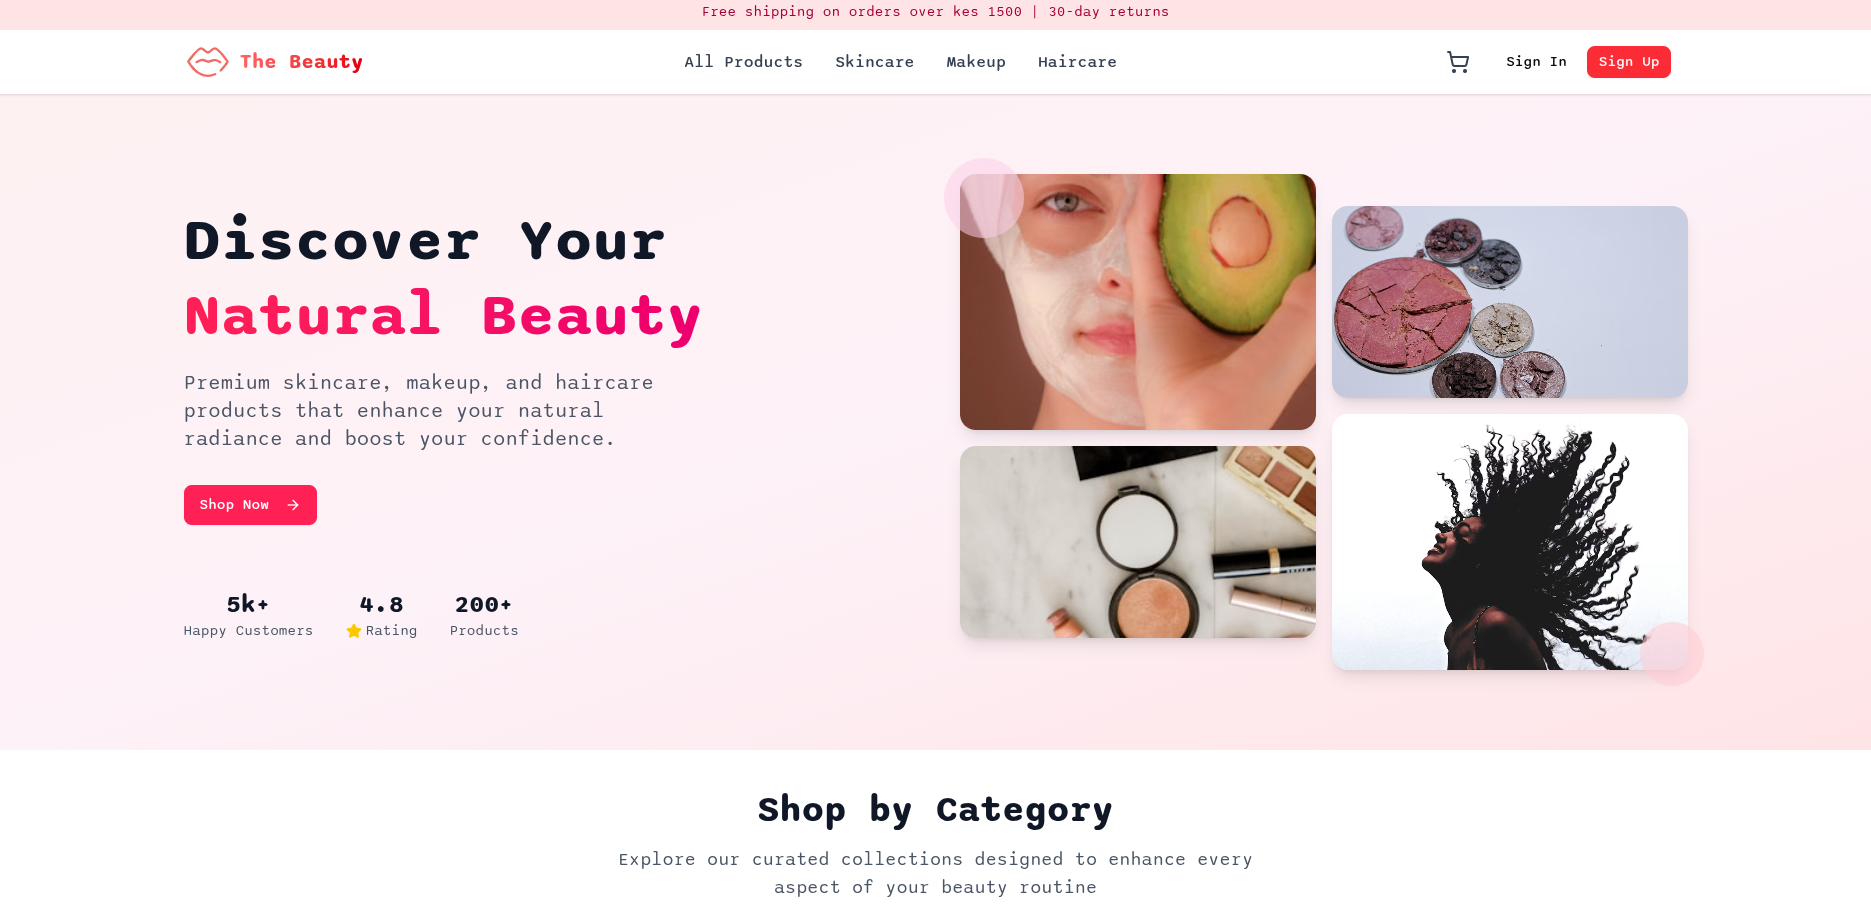 Free shipping on orders over kes 1500 | 30-day returns
The Beauty
All Products
Skincare
Makeup
Haircare
Sign In
Sign Up
Discover Your
Natural Beauty
Premium skincare, makeup, and haircare
products that enhance your natural
radiance and boost your confidence.
Shop Now
5k+
Happy Customers
4.8
Rating
200+
Products
Shop by Category
Explore our curated collections designed to enhance every
aspect of your beauty routine